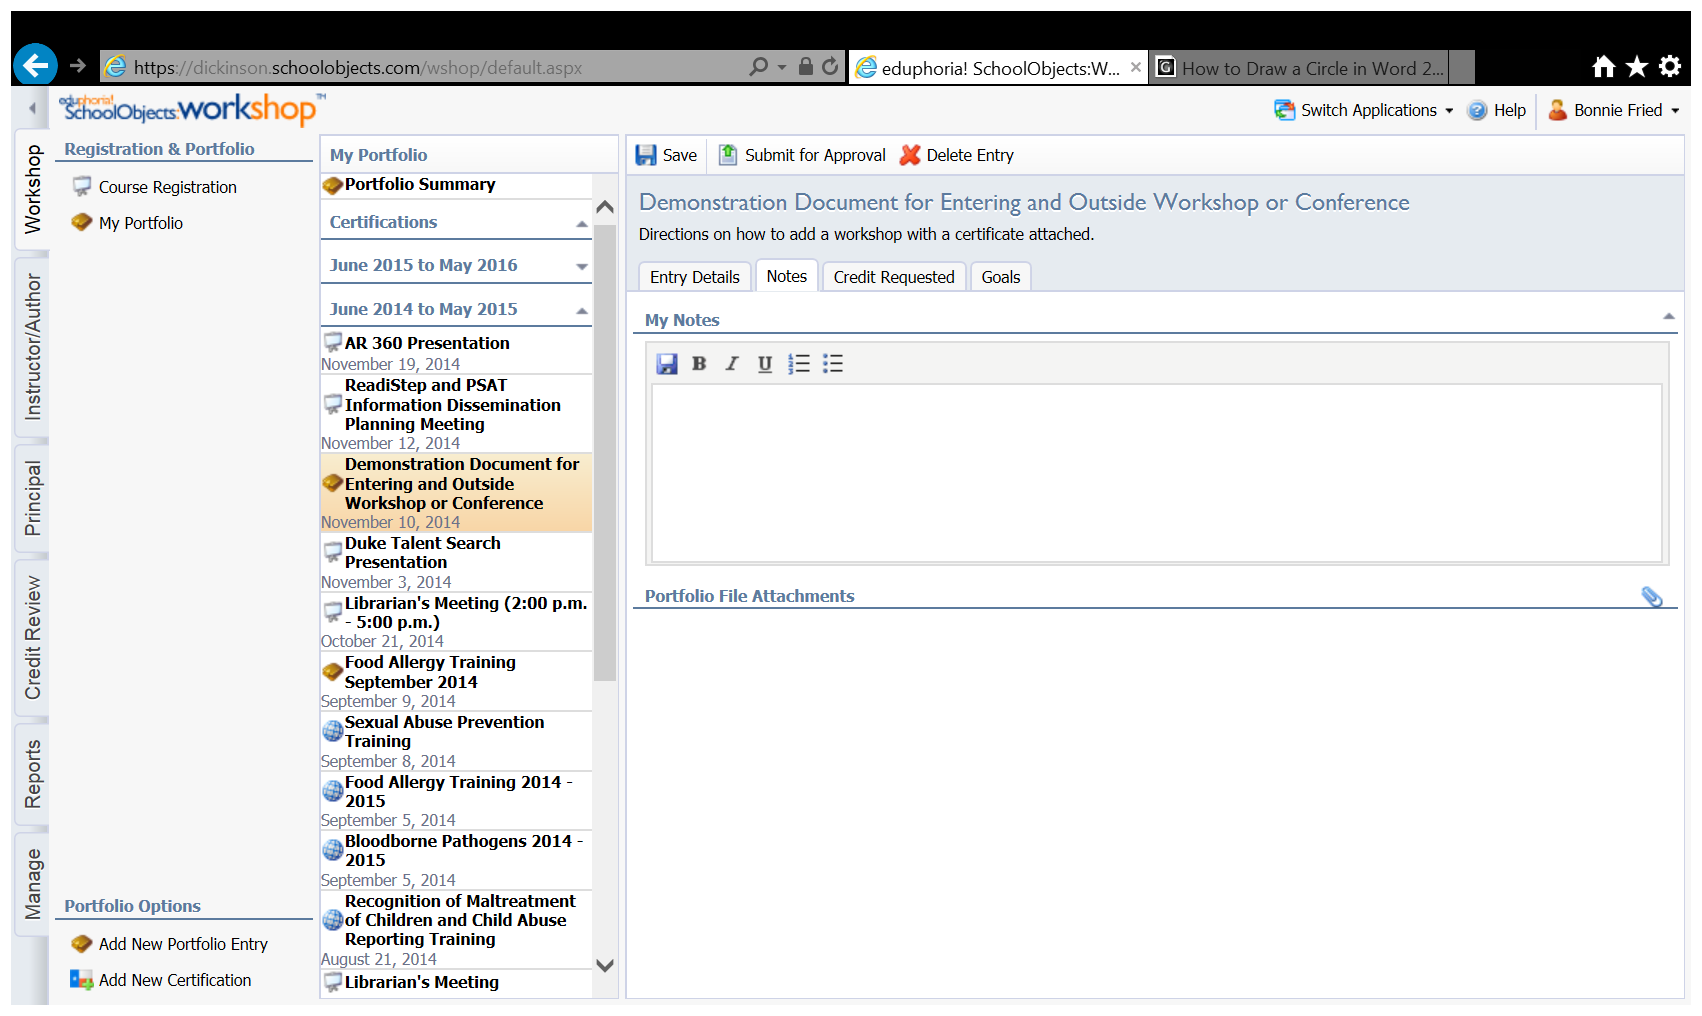 https://dickinson.schoolobjects.com/wshop/default.aspx
eduphoria! SchoolObjects:W...
How to Draw a Circle in Word 2...
eduphoria!
SchoolObjects:workshop™
Switch Applications
Help
Bonnie Fried
Workshop
Instructor/Author
Principal
Credit Review
Reports
Manage
Registration & Portfolio
Course Registration
My Portfolio
Portfolio Options
Add New Portfolio Entry
Add New Certification
My Portfolio
Portfolio Summary
Certifications
June 2015 to May 2016
June 2014 to May 2015
AR 360 Presentation
November 19, 2014
ReadiStep and PSAT
Information Dissemination
Planning Meeting
November 12, 2014
Demonstration Document for
Entering and Outside
Workshop or Conference
November 10, 2014
Duke Talent Search
Presentation
November 3, 2014
Librarian's Meeting (2:00 p.m.
- 5:00 p.m.)
October 21, 2014
Food Allergy Training
September 2014
September 9, 2014
Sexual Abuse Prevention
Training
September 8, 2014
Food Allergy Training 2014 -
2015
September 5, 2014
Bloodborne Pathogens 2014 -
2015
September 5, 2014
Recognition of Maltreatment
of Children and Child Abuse
Reporting Training
August 21, 2014
Librarian's Meeting
Save
Submit for Approval
Delete Entry
Demonstration Document for Entering and Outside Workshop or Conference
Directions on how to add a workshop with a certificate attached.
Entry Details
Notes
Credit Requested
Goals
My Notes
B I U
Portfolio File Attachments